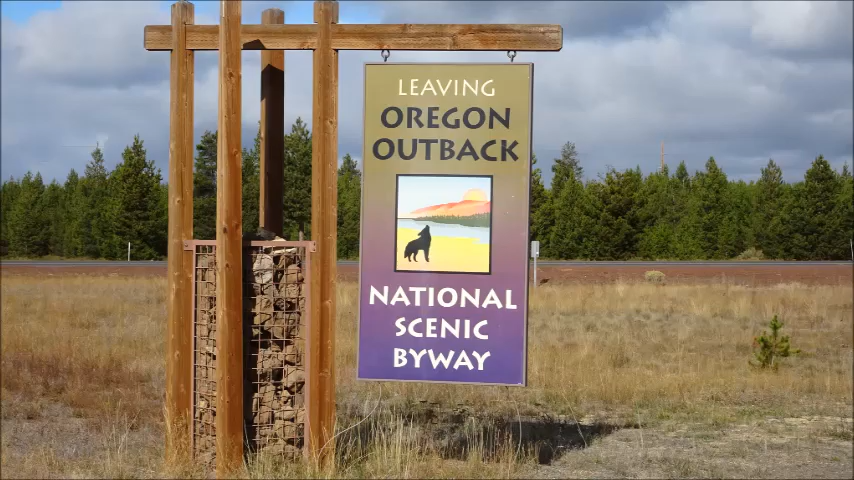 LEAVING
OREGON
OUTBACK
NATIONAL
SCENIC
BYWAY